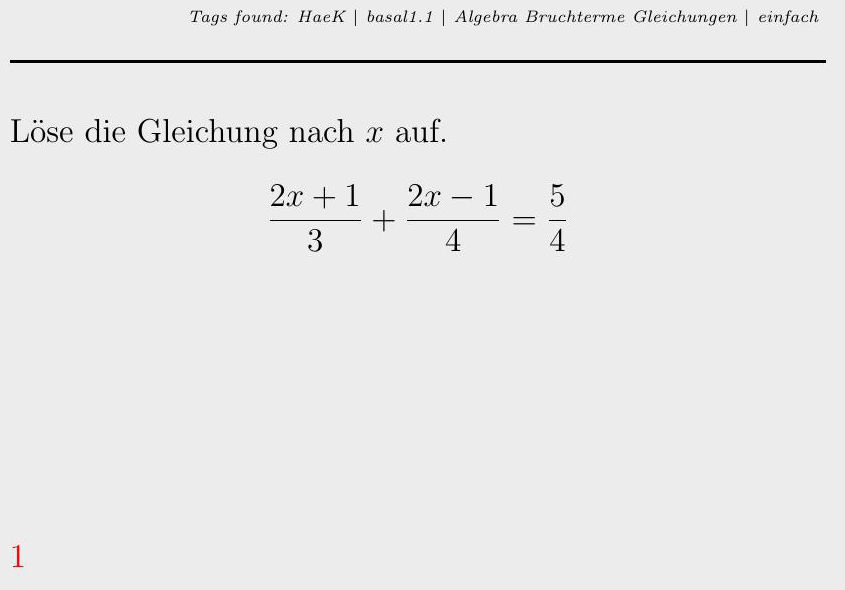 Tags found: HaeK | basal1.1 | Algebra Bruchterme Gleichungen | einfach
Löse die Gleichung nach x auf.
\frac{2x + 1}{3} + \frac{2x − 1}{4} = \frac{5}{4}
1